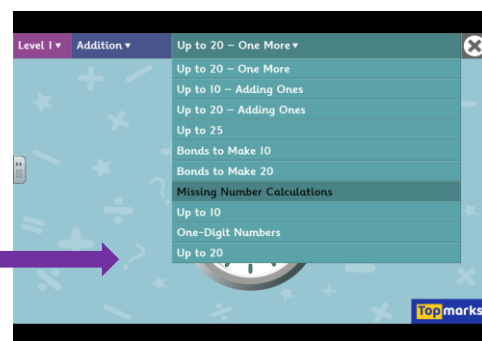 Level 1 ▾ Addition ▾ Up to 20 – One More ▾
Up to 20 – One More
Up to 10 – Adding Ones
Up to 20 – Adding Ones
Up to 25
Bonds to Make 10
Bonds to Make 20
Missing Number Calculations
Up to 10
One-Digit Numbers
Up to 20
Topmarks